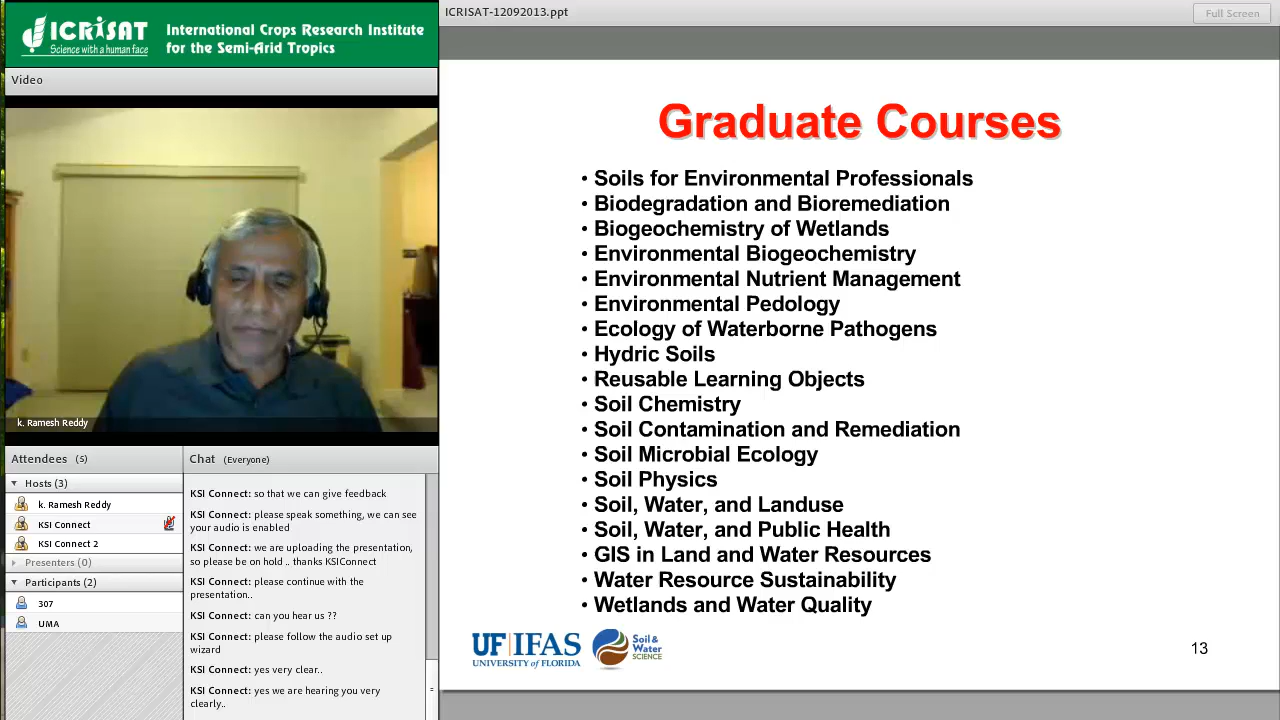 ICRISAT
Science with a human face
International Crops Research Institute
for the Semi-Arid Tropics
Video
k. Ramesh Reddy
Attendees (5)
Hosts (3)
k. Ramesh Reddy
KSI Connect
KSI Connect 2
Presenters (0)
Participants (2)
307
UMA
Chat (Everyone)
KSI Connect: so that we can give feedback
KSI Connect: please speak something, we can see
your audio is enabled
KSI Connect: we are uploading the presentation,
so please be on hold .. thanks KSIConnect
KSI Connect: please continue with the
presentation..
KSI Connect: can you hear us ??
KSI Connect: please follow the audio set up
wizard
KSI Connect: yes very clear..
KSI Connect: yes we are hearing you very
clearly..
ICRISAT-12092013.ppt
Full Screen
Graduate Courses
• Soils for Environmental Professionals
• Biodegradation and Bioremediation
• Biogeochemistry of Wetlands
• Environmental Biogeochemistry
• Environmental Nutrient Management
• Environmental Pedology
• Ecology of Waterborne Pathogens
• Hydric Soils
• Reusable Learning Objects
• Soil Chemistry
• Soil Contamination and Remediation
• Soil Microbial Ecology
• Soil Physics
• Soil, Water, and Landuse
• Soil, Water, and Public Health
• GIS in Land and Water Resources
• Water Resource Sustainability
• Wetlands and Water Quality
UF IFAS
UNIVERSITY of FLORIDA
Soil &
Water
SCIENCE
13